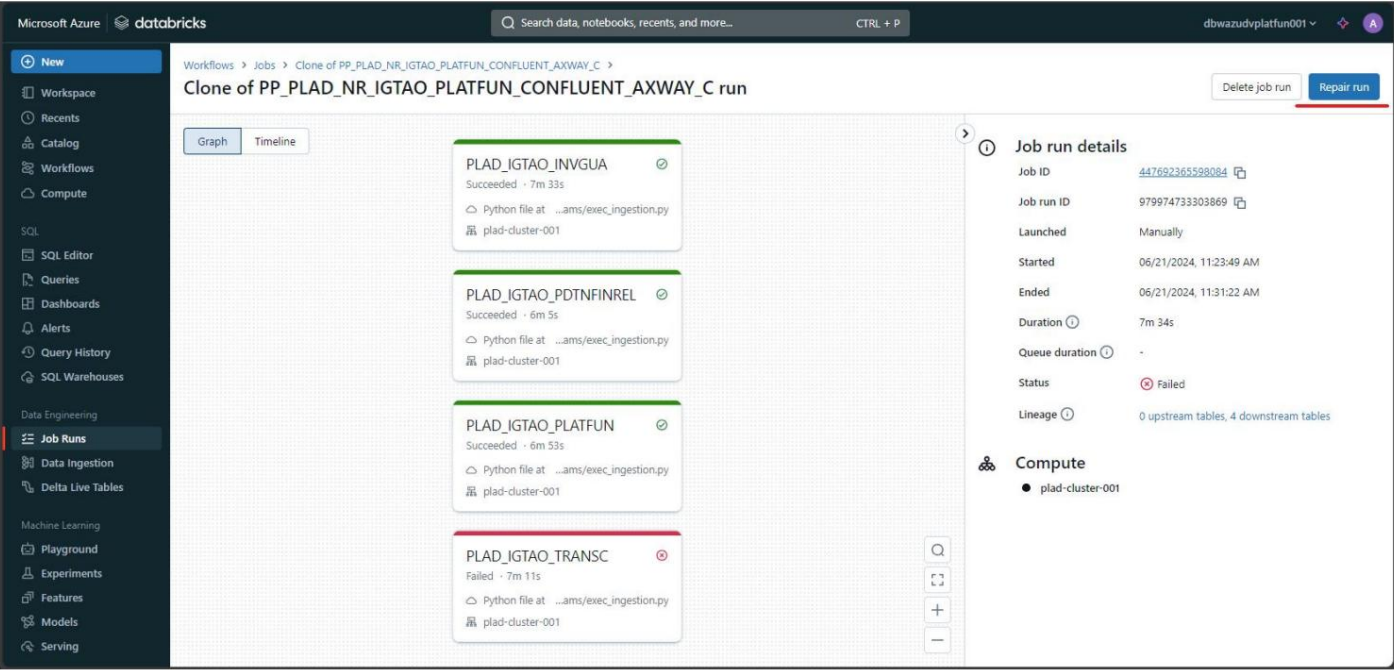 Microsoft Azure databricks Search data, notebooks, recents, and more... CTRL + P dbwazudvplatfun001 A
New
Workspace
Recents
Catalog
Workflows
Compute
SQL
SQL Editor
Queries
Dashboards
Alerts
Query History
SQL Warehouses
Data Engineering
Job Runs
Data Ingestion
Delta Live Tables
Machine Learning
Playground
Experiments
Features
Models
Serving
Workflows > Jobs > Clone of PP_PLAD_NR_IGTAO_PLATFUN_CONFLUENT_AXWAY_C >
Clone of PP_PLAD_NR_IGTAO_PLATFUN_CONFLUENT_AXWAY_C run
Delete job run Repair run
Graph Timeline
PLAD_IGTAO_INVGUA
Succeeded · 7m 33s
Python file at ...ams/exec_ingestion.py
plad-cluster-001
PLAD_IGTAO_PDTNFINREL
Succeeded · 6m 5s
Python file at ...ams/exec_ingestion.py
plad-cluster-001
PLAD_IGTAO_PLATFUN
Succeeded · 6m 53s
Python file at ...ams/exec_ingestion.py
plad-cluster-001
PLAD_IGTAO_TRANSC
Failed · 7m 11s
Python file at ...ams/exec_ingestion.py
plad-cluster-001
Job run details
Job ID 447692365598084
Job run ID 979974733303869
Launched Manually
Started 06/21/2024, 11:23:49 AM
Ended 06/21/2024, 11:31:22 AM
Duration 7m 34s
Queue duration -
Status Failed
Lineage 0 upstream tables, 4 downstream tables
Compute
plad-cluster-001